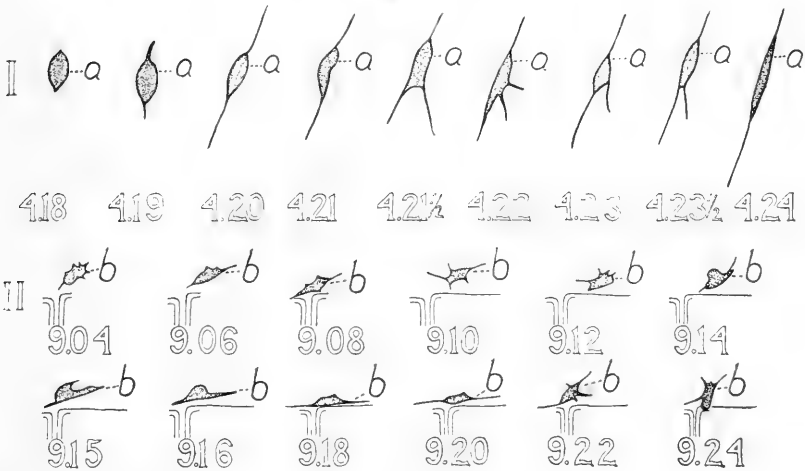 II a a a a a a a a a
4.18 4.19 4.20 4.21 4.21½ 4.22 4.23 4.23½ 4.24
b b b b b b
9.04 9.06 9.08 9.10 9.12 9.14
b b b b b b
9.15 9.16 9.18 9.20 9.22 9.24